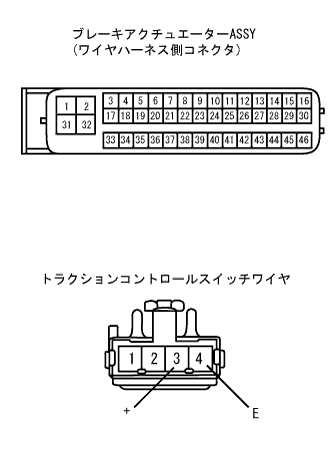 ブレーキアクチュエーターASSY
(ワイヤハーネス側コネクタ)
1 2 3 4 5 6 7 8 9 10 11 12 13 14 15 16
17 18 19 20 21 22 23 24 25 26 27 28 29 30
31 32 33 34 35 36 37 38 39 40 41 42 43 44 45 46
トラクションコントロールスイッチワイヤ
1 2 3 4
+ E